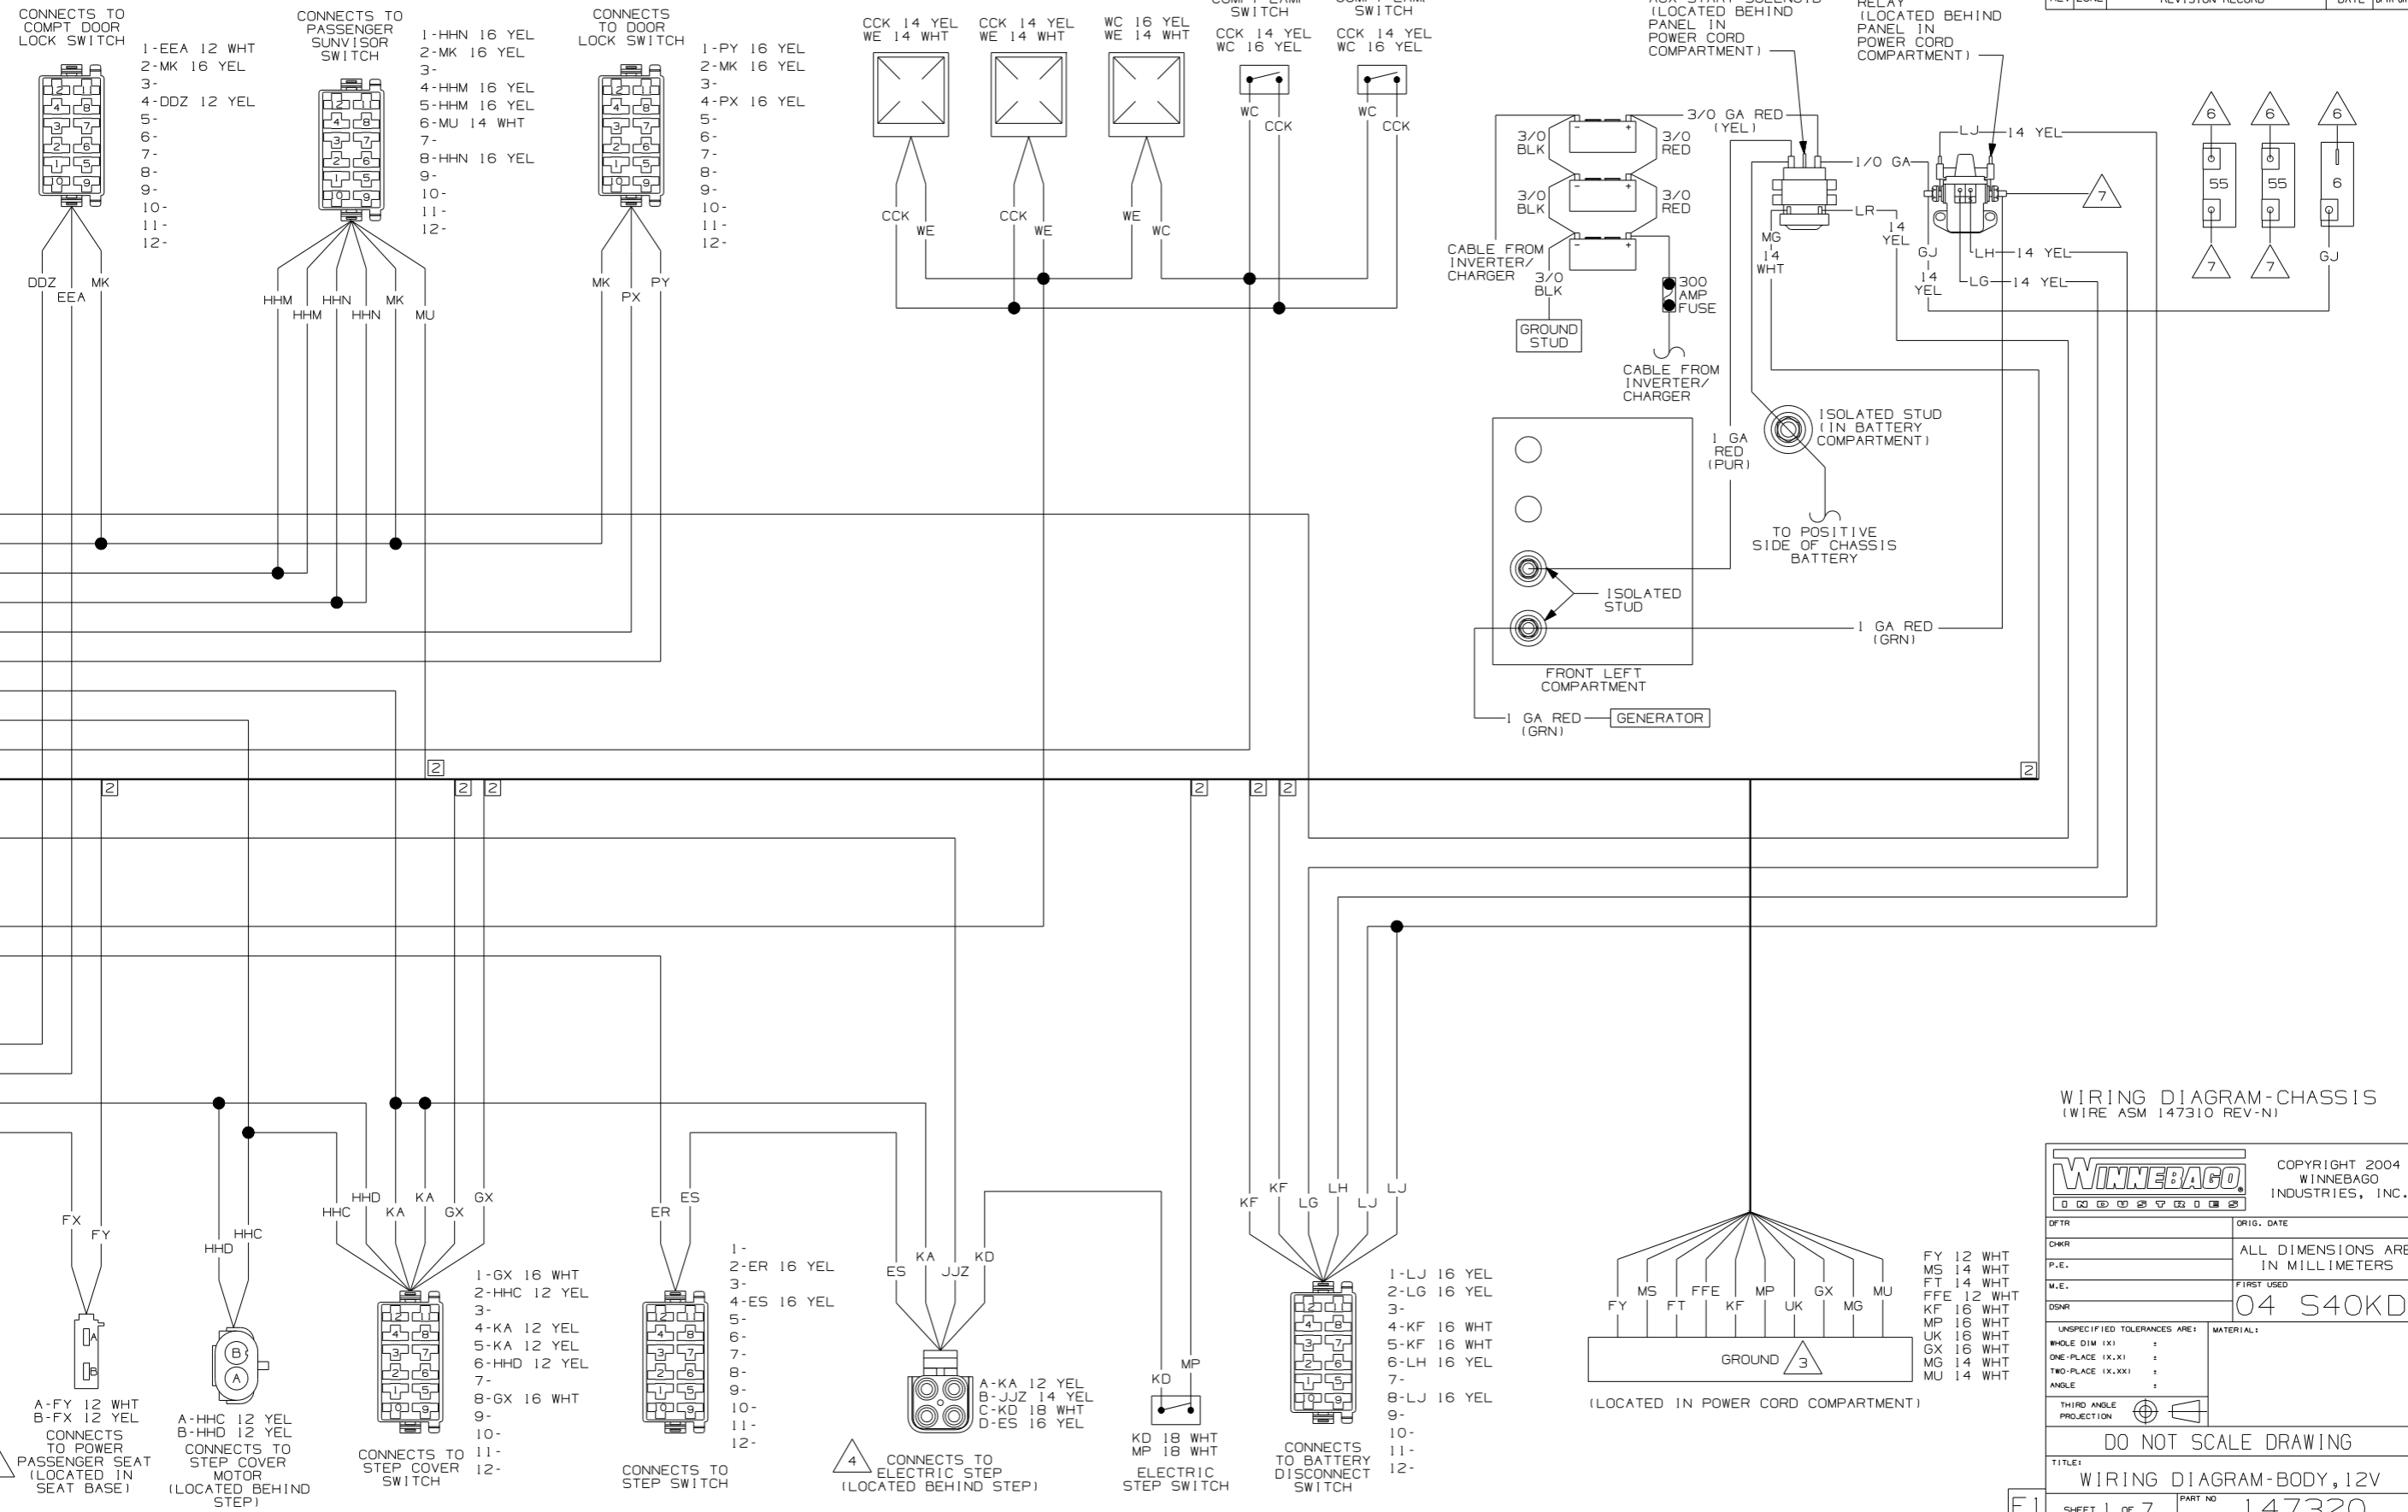 CONNECTS TO
COMPT DOOR
LOCK SWITCH
1-EEA 12 WHT
2-MK 16 YEL
3-
4-DDZ 12 YEL
5-
6-
7-
8-
9-
10-
11-
12-
DDZ
EEA
MK
CONNECTS TO
PASSENGER
SUNVISOR
SWITCH
1-HHN 16 YEL
2-MK 16 YEL
3-
4-HHM 16 YEL
5-HHM 16 YEL
6-MU 14 WHT
7-
8-HHN 16 YEL
9-
10-
11-
12-
HHM
HHM
HHN
HHN
MK
MU
CONNECTS
TO DOOR
LOCK SWITCH
1-PY 16 YEL
2-MK 16 YEL
3-
4-PX 16 YEL
5-
6-
7-
8-
9-
10-
11-
12-
MK
PX
PY
CCK 14 YEL
WE 14 WHT
CCK
WE
CCK 14 YEL
WE 14 WHT
CCK
WE
WC 16 YEL
WE 14 WHT
WE
WC
SWITCH
CCK 14 YEL
WC 16 YEL
WC
CCK
SWITCH
CCK 14 YEL
WC 16 YEL
WC
CCK
(LOCATED BEHIND
PANEL IN
POWER CORD
COMPARTMENT)
RELAY
(LOCATED BEHIND
PANEL IN
POWER CORD
COMPARTMENT)
REVISION RECORD
DATE
3/0 GA RED
(YEL)
3/0
BLK
3/0
RED
3/0
BLK
3/0
RED
CABLE FROM
INVERTER/
CHARGER
3/0
BLK
GROUND
STUD
300
AMP
FUSE
CABLE FROM
INVERTER/
CHARGER
1/0 GA
LJ 14 YEL
LR
14
YEL
MG
14
WHT
GJ
14
YEL
LH 14 YEL
LG 14 YEL
7
6
55
7
6
55
7
6
6
GJ
1 GA
RED
(PUR)
ISOLATED STUD
(IN BATTERY
COMPARTMENT)
TO POSITIVE
SIDE OF CHASSIS
BATTERY
ISOLATED
STUD
1 GA RED
(GRN)
FRONT LEFT
COMPARTMENT
1 GA RED
(GRN)
GENERATOR
2
2
2
2
2
2
2
2
FX
FY
A
B
A-FY 12 WHT
B-FX 12 YEL
CONNECTS
TO POWER
PASSENGER SEAT
(LOCATED IN
SEAT BASE)
HHD
HHC
B
A
A-HHC 12 YEL
B-HHD 12 YEL
CONNECTS TO
STEP COVER
MOTOR
(LOCATED BEHIND
STEP)
HHC
HHD
KA
KA
GX
GX
1-GX 16 WHT
2-HHC 12 YEL
3-
4-KA 12 YEL
5-KA 12 YEL
6-HHD 12 YEL
7-
8-GX 16 WHT
9-
10-
11-
12-
CONNECTS TO
STEP COVER
SWITCH
ER
ES
1-
2-ER 16 YEL
3-
4-ES 16 YEL
5-
6-
7-
8-
9-
10-
11-
12-
CONNECTS TO
STEP SWITCH
ES
KA
JJZ
KD
A-KA 12 YEL
B-JJZ 14 YEL
C-KD 18 WHT
D-ES 16 YEL
4
CONNECTS TO
ELECTRIC STEP
(LOCATED BEHIND STEP)
KD
MP
KD 18 WHT
MP 18 WHT
ELECTRIC
STEP SWITCH
KF
KF
LG
LH
LJ
LJ
1-LJ 16 YEL
2-LG 16 YEL
3-
4-KF 16 WHT
5-KF 16 WHT
6-LH 16 YEL
7-
8-LJ 16 YEL
9-
10-
11-
12-
CONNECTS
TO BATTERY
DISCONNECT
SWITCH
FY
MS
FT
FFE
KF
MP
UK
GX
MG
MU
GROUND 3
(LOCATED IN POWER CORD COMPARTMENT)
FY 12 WHT
MS 14 WHT
FT 14 WHT
FFE 12 WHT
KF 16 WHT
MP 16 WHT
UK 16 WHT
GX 16 WHT
MG 14 WHT
MU 14 WHT
WIRING DIAGRAM-CHASSIS
(WIRE ASM 147310 REV-N)
WINNEBAGO
INDUSTRIES
COPYRIGHT 2004
WINNEBAGO
INDUSTRIES, INC.
DFTR
ORIG. DATE
CHKR
ALL DIMENSIONS ARE
IN MILLIMETERS
P.E.
M.E.
FIRST USED
04 S40KD
DSNR
UNSPECIFIED TOLERANCES ARE:
MATERIAL:
WHOLE DIM (X) :
ONE-PLACE (X.X) :
TWO-PLACE (X.XX) :
ANGLE :
THIRD ANGLE
PROJECTION
DO NOT SCALE DRAWING
TITLE:
WIRING DIAGRAM-BODY,12V
SHEET 1 OF 7
PART NO
147320